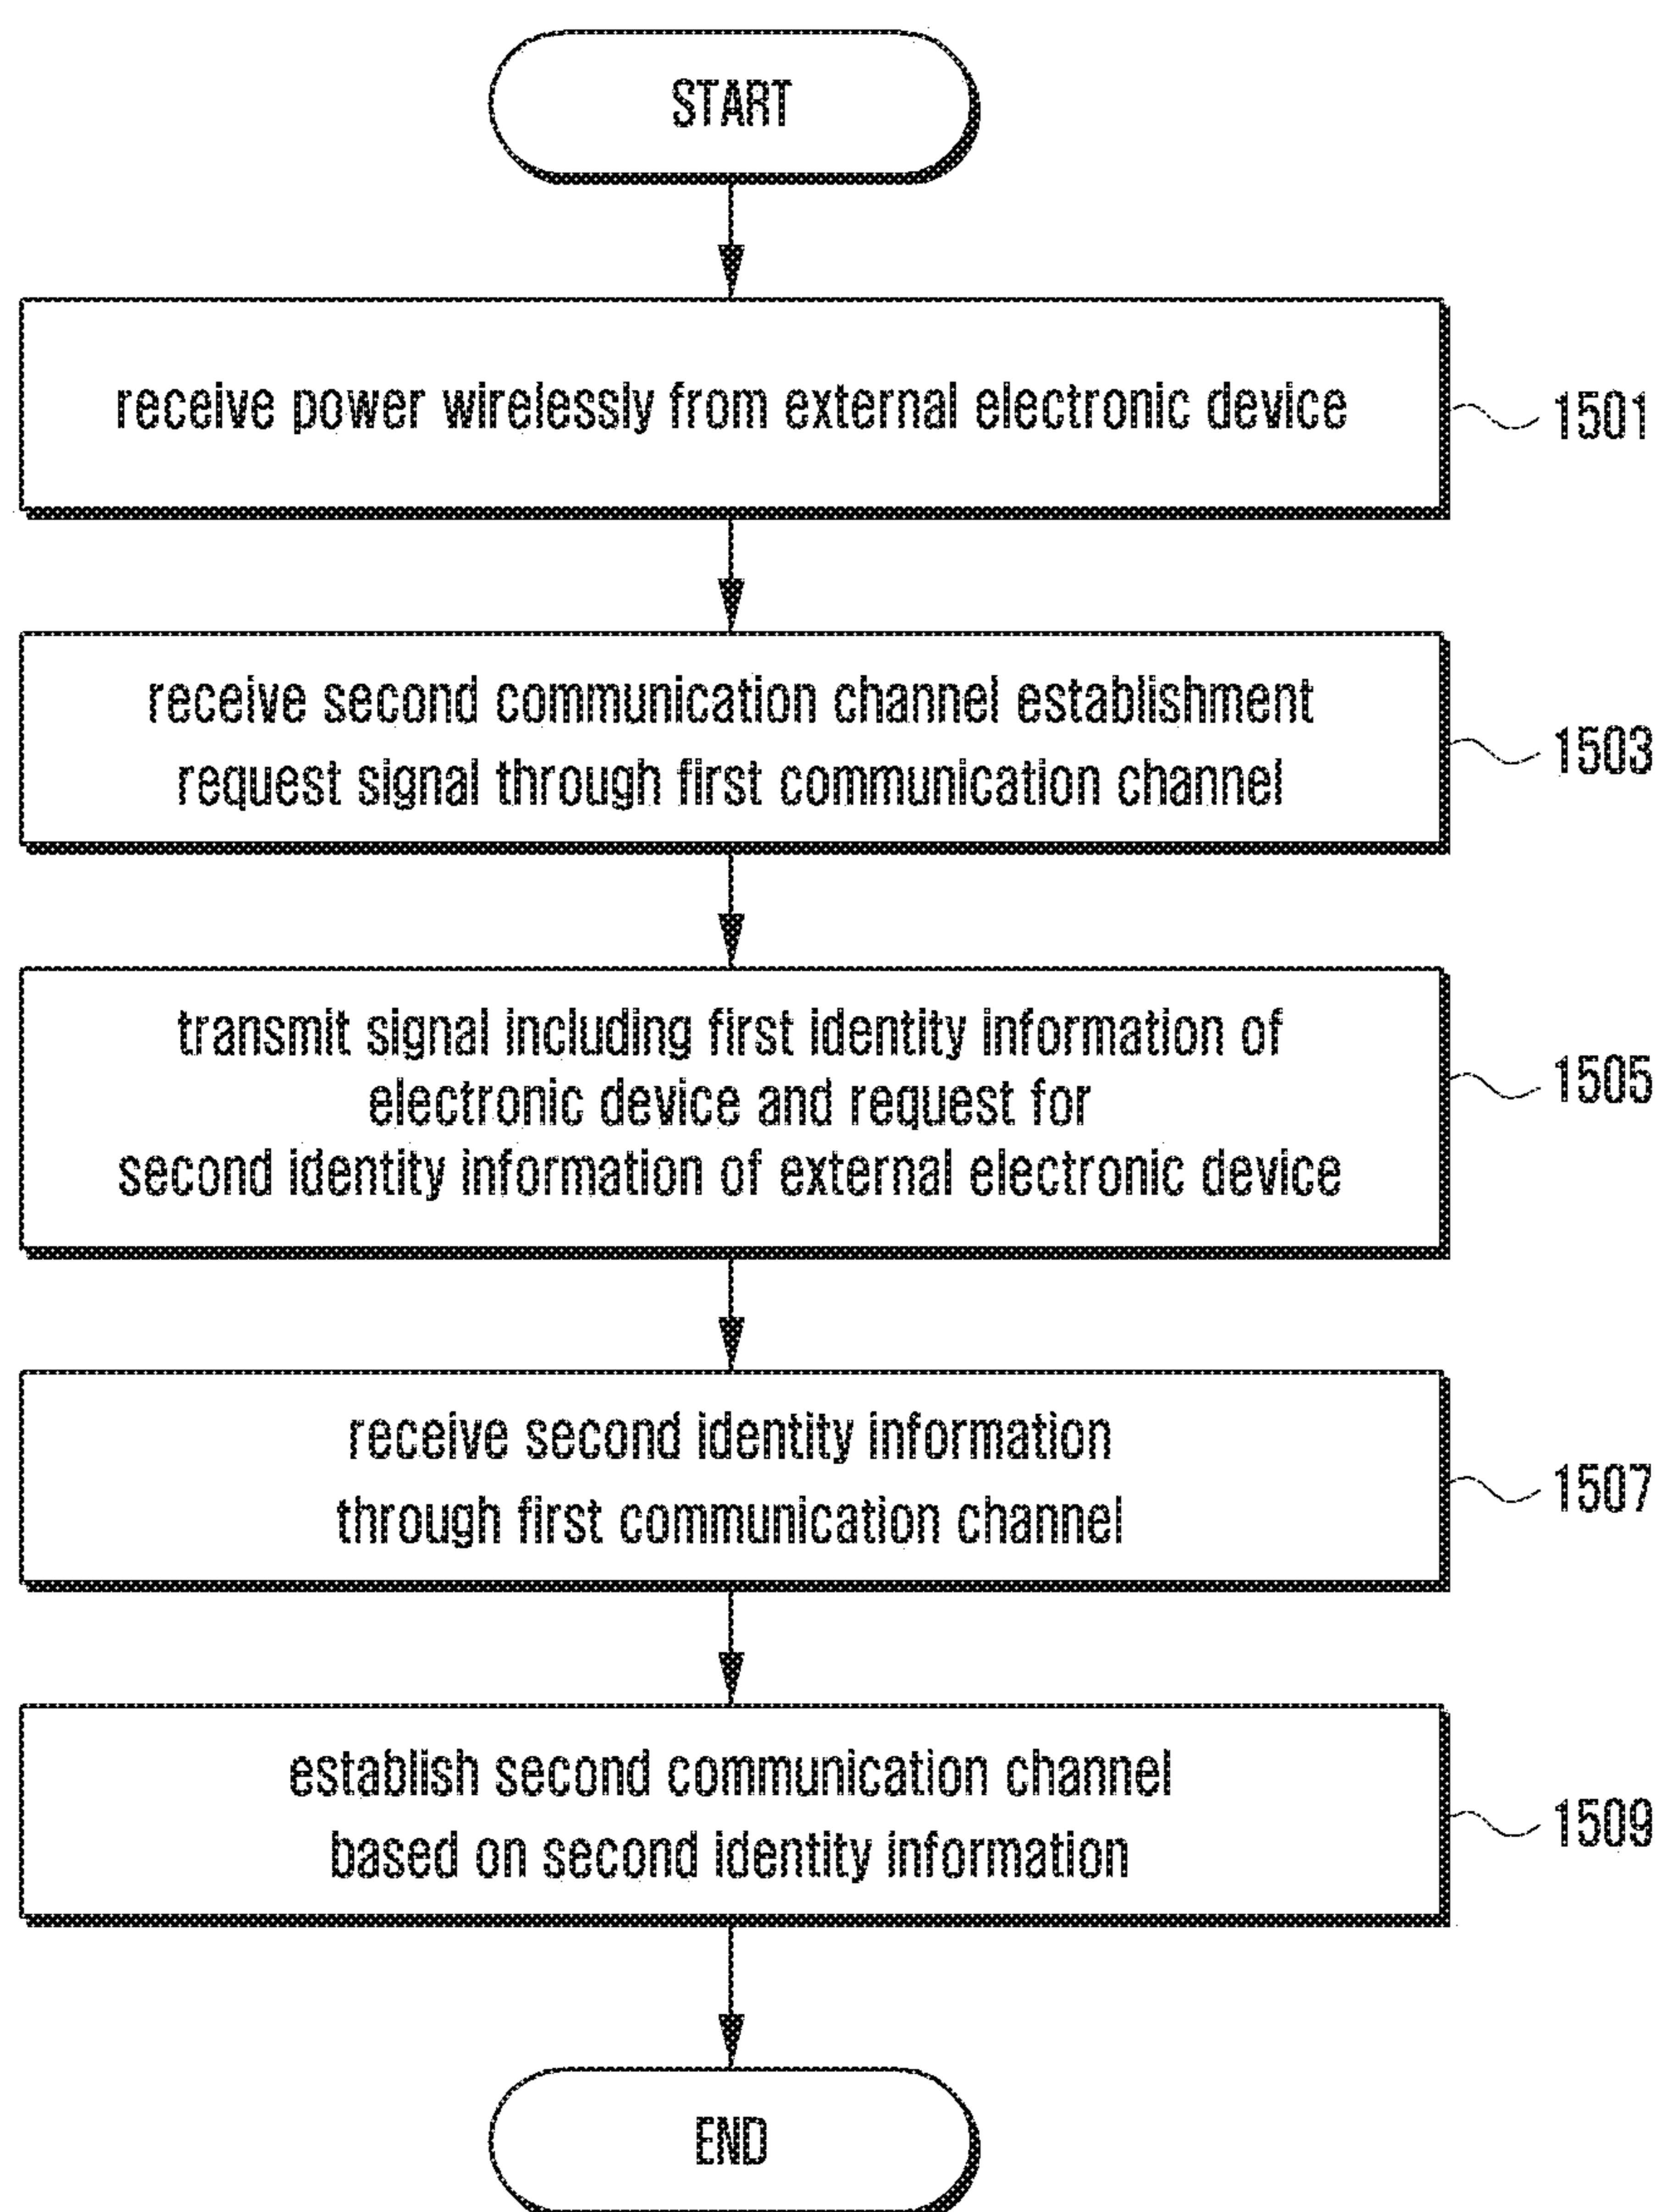 START
receive power wirelessly from external electronic device
1501
receive second communication channel establishment
request signal through first communication channel
1503
transmit signal including first identity information of
electronic device and request for
second identity information of external electronic device
1505
receive second identity information
through first communication channel
1507
establish second communication channel
based on second identity information
1509
END